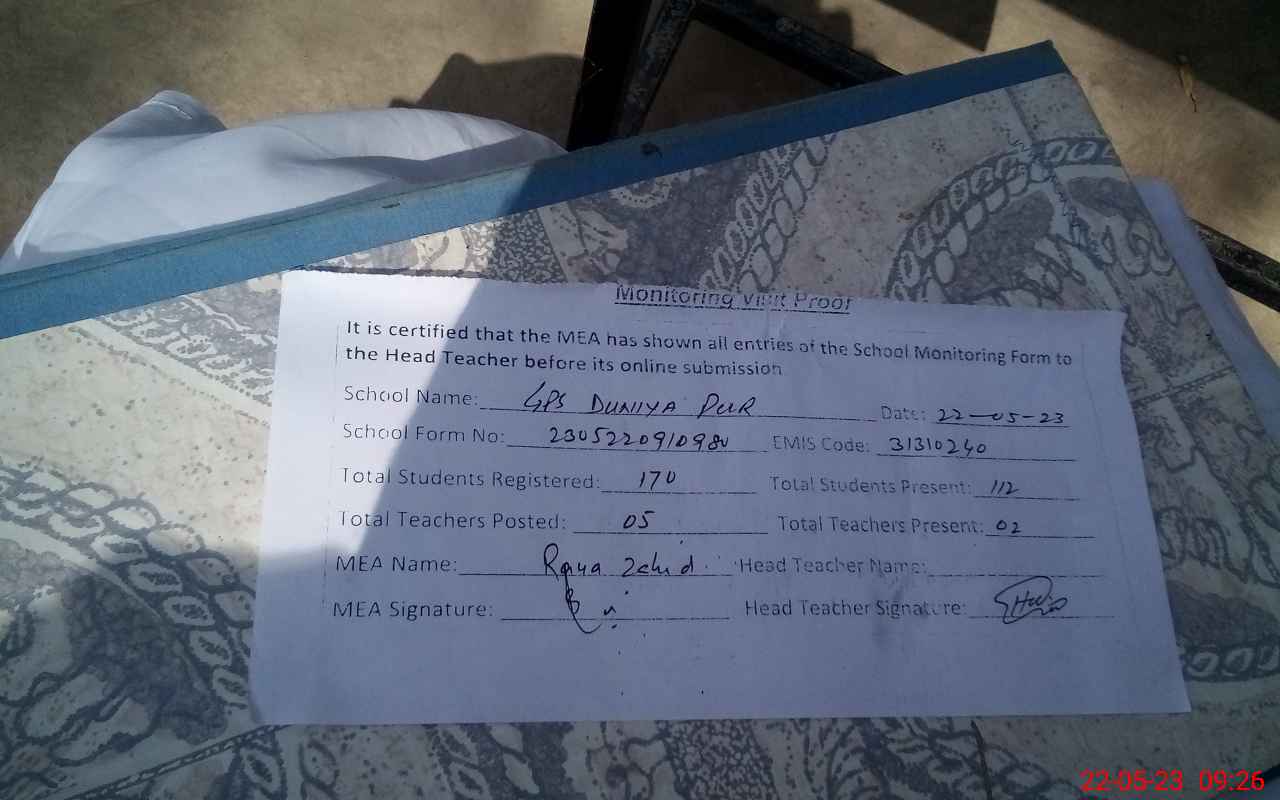 Monitoring Visit Proof
It is certified that the MEA has shown all entries of the School Monitoring Form to
the Head Teacher before its online submission
School Name: GPS DUNIYA PUR Date: 22-05-23
School Form No: 230522091098 EMIS Code: 31310240
Total Students Registered: 170 Total Students Present: 112
Total Teachers Posted: 05 Total Teachers Present: 02
MEA Name: Rana Zahid Head Teacher Name:
MEA Signature: Head Teacher Signature:
22-05-23 09:26